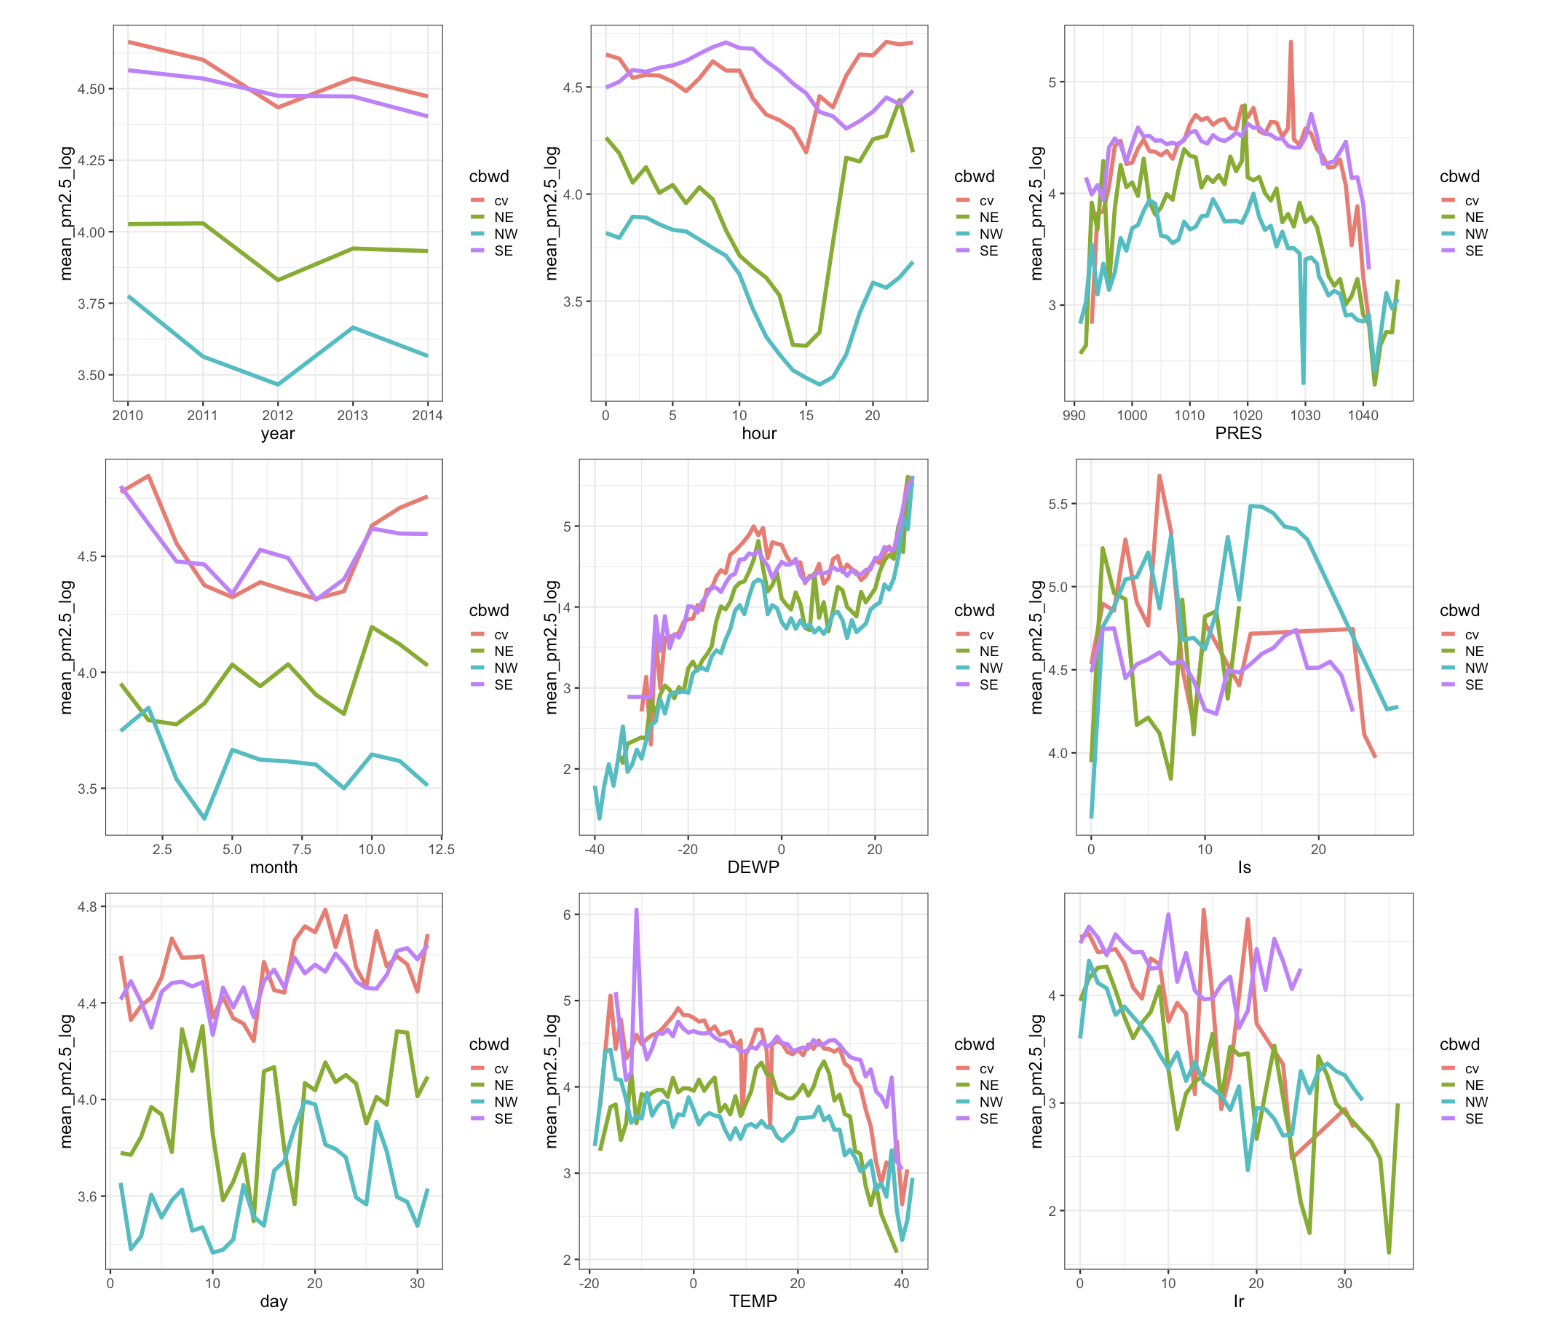 mean_pm2.5_log
4.50
4.25
4.00
3.75
3.50
2010 2011 2012 2013 2014
year
cbwd
cv
NE
NW
SE
mean_pm2.5_log
4.5
4.0
3.5
0 5 10 15 20
hour
cbwd
cv
NE
NW
SE
mean_pm2.5_log
5
4
3
990 1000 1010 1020 1030 1040
PRES
cbwd
cv
NE
NW
SE
mean_pm2.5_log
4.5
4.0
3.5
2.5 5.0 7.5 10.0 12.5
month
cbwd
cv
NE
NW
SE
mean_pm2.5_log
5
4
3
2
-40 -20 0 20
DEWP
cbwd
cv
NE
NW
SE
mean_pm2.5_log
5.5
5.0
4.5
4.0
0 10 20
Is
cbwd
cv
NE
NW
SE
mean_pm2.5_log
4.8
4.4
4.0
3.6
0 10 20 30
day
cbwd
cv
NE
NW
SE
mean_pm2.5_log
6
5
4
3
2
-20 0 20 40
TEMP
cbwd
cv
NE
NW
SE
mean_pm2.5_log
4
3
2
0 10 20 30
Ir
cbwd
cv
NE
NW
SE